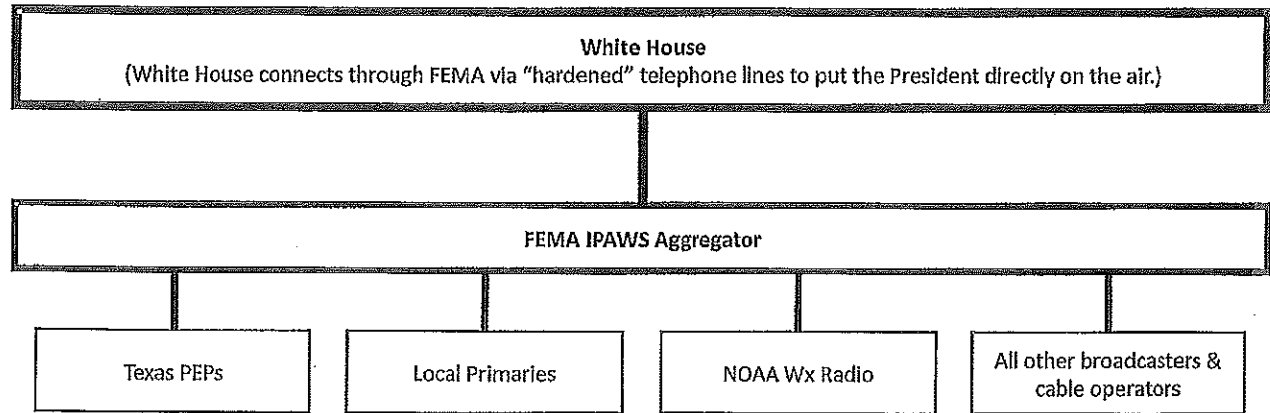 White House
(White House connects through FEMA via “hardened” telephone lines to put the President directly on the air.)
FEMA IPAWS Aggregator
Texas PEPs
Local Primaries
NOAA Wx Radio
All other broadcasters &
cable operators